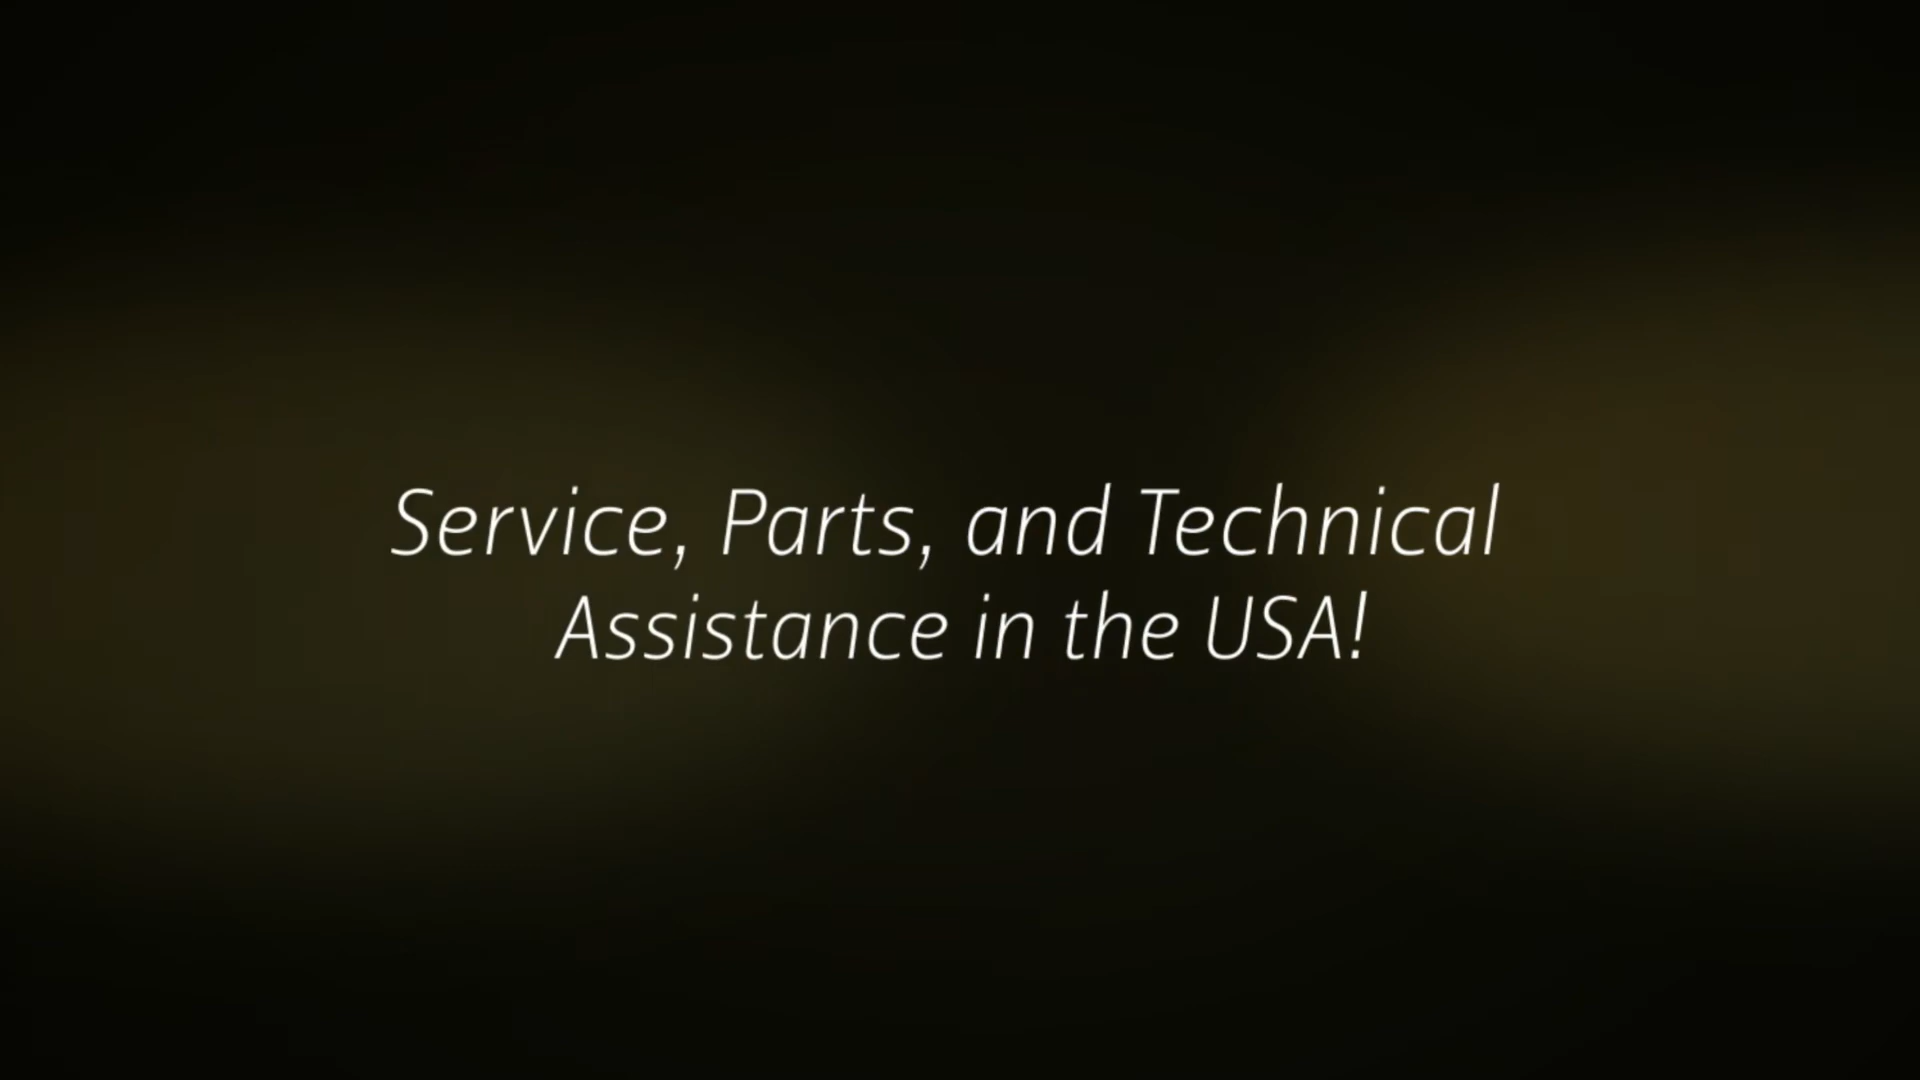 Service, Parts, and Technical
Assistance in the USA!